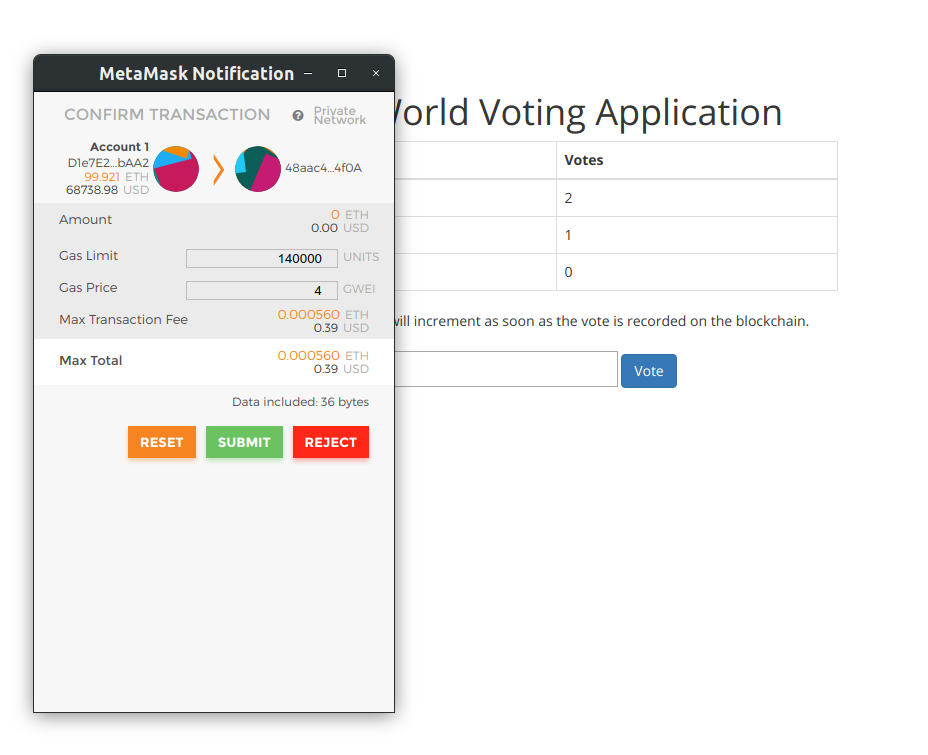 MetaMask Notification
CONFIRM TRANSACTION
? Private
Network
Account 1
D1e7E2...bAA2
99.921 ETH
68738.98 USD
48aac4...4f0A
Amount
0 ETH
0.00 USD
Gas Limit
140000 UNITS
Gas Price
4 GWEI
Max Transaction Fee
0.000560 ETH
0.39 USD
Max Total
0.000560 ETH
0.39 USD
Data included: 36 bytes
RESET SUBMIT REJECT
World Voting Application
Votes
2
1
0
will increment as soon as the vote is recorded on the blockchain.
Vote